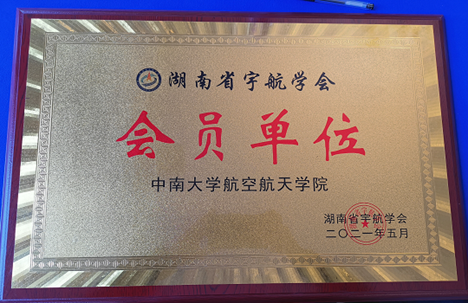 湖南省宇航学会
会员单位
中南大学航空航天学院
湖南省宇航学会
二〇二一年五月